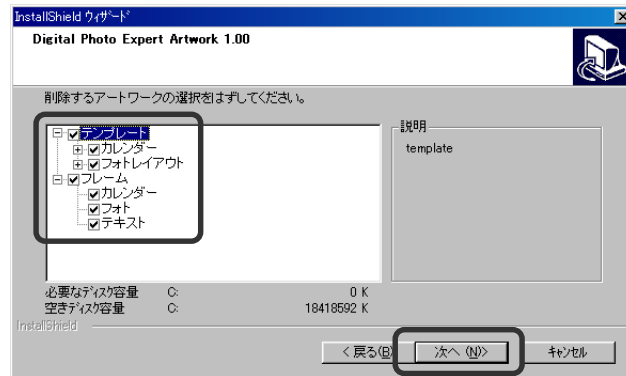 InstallShield ウィザード
Digital Photo Expert Artwork 1.00
削除するアートワークの選択をはずしてください。
テンプレート
カレンダー
フォトレイアウト
フレーム
カレンダー
フォト
テキスト
説明
template
必要なディスク容量 C: 0 K
空きディスク容量 C: 18418592 K
InstallShield
< 戻る(B) 次へ (N)> キャンセル